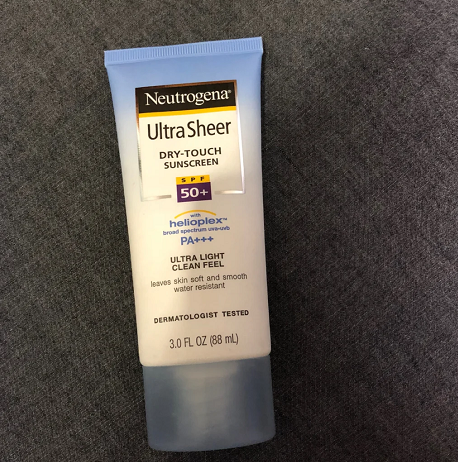 Neutrogena®
Ultra Sheer
DRY-TOUCH
SUNSCREEN
SPF
50+
with
helioplex™
broad spectrum uva-uvb
PA+++
ULTRA LIGHT
CLEAN FEEL
leaves skin soft and smooth
water resistant
DERMATOLOGIST TESTED
3.0 FL OZ (88 mL)